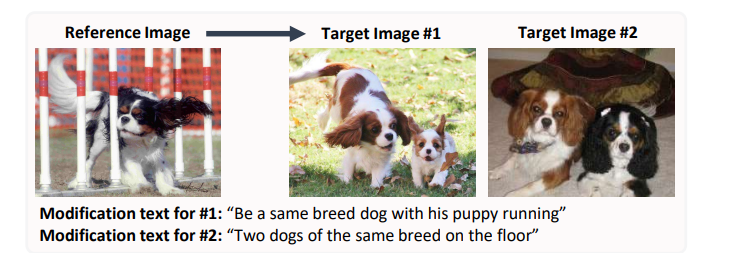 Reference Image
Target Image #1
Target Image #2
Modification text for #1: “Be a same breed dog with his puppy running”
Modification text for #2: “Two dogs of the same breed on the floor”